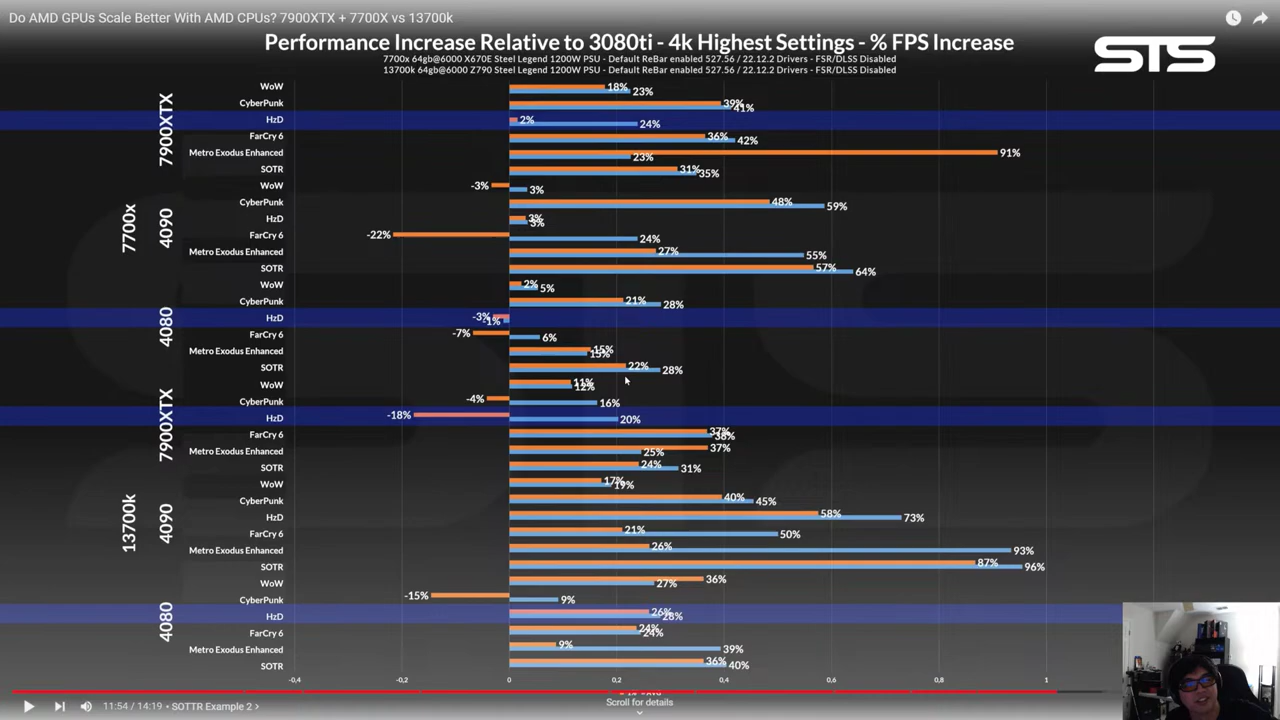 Do AMD GPUs Scale Better With AMD CPUs? 7900XTX + 7700X vs 13700k
Performance Increase Relative to 3080ti - 4k Highest Settings - % FPS Increase
7700x 64gb@6000 X670E Steel Legend 1200W PSU - Default ReBar enabled 527.56 / 22.12.2 Drivers - FSR/DLSS Disabled
13700k 64gb@6000 Z790 Steel Legend 1200W PSU - Default ReBar enabled 527.56 / 22.12.2 Drivers - FSR/DLSS Disabled
STS
7700x
7900XTX
WoW 18% 23%
CyberPunk 39% 41%
HzD 2% 24%
FarCry 6 36% 42%
Metro Exodus Enhanced 91% 23%
SOTR 31% 35%
4090
WoW -3% 3%
CyberPunk 48% 59%
HzD 3% 3%
FarCry 6 -22% 24%
Metro Exodus Enhanced 27% 55%
SOTR 57% 64%
4080
WoW 2% 5%
CyberPunk 21% 28%
HzD -3% -1%
FarCry 6 -7% 6%
Metro Exodus Enhanced 15% 15%
SOTR 22% 28%
13700k
7900XTX
WoW 11% 12%
CyberPunk -4% 16%
HzD -18% 20%
FarCry 6 37% 38%
Metro Exodus Enhanced 37% 25%
SOTR 24% 31%
4090
WoW 17% 19%
CyberPunk 40% 45%
HzD 58% 73%
FarCry 6 21% 50%
Metro Exodus Enhanced 26% 93%
SOTR 87% 96%
4080
WoW 36% 27%
CyberPunk -15% 9%
HzD 26% 28%
FarCry 6 24% 24%
Metro Exodus Enhanced 9% 39%
SOTR 36% 40%
-0,4 -0,2 0 0,2 0,4 0,6 0,8 1
11:54 / 14:19 • SOTTR Example 2 >
Scroll for details